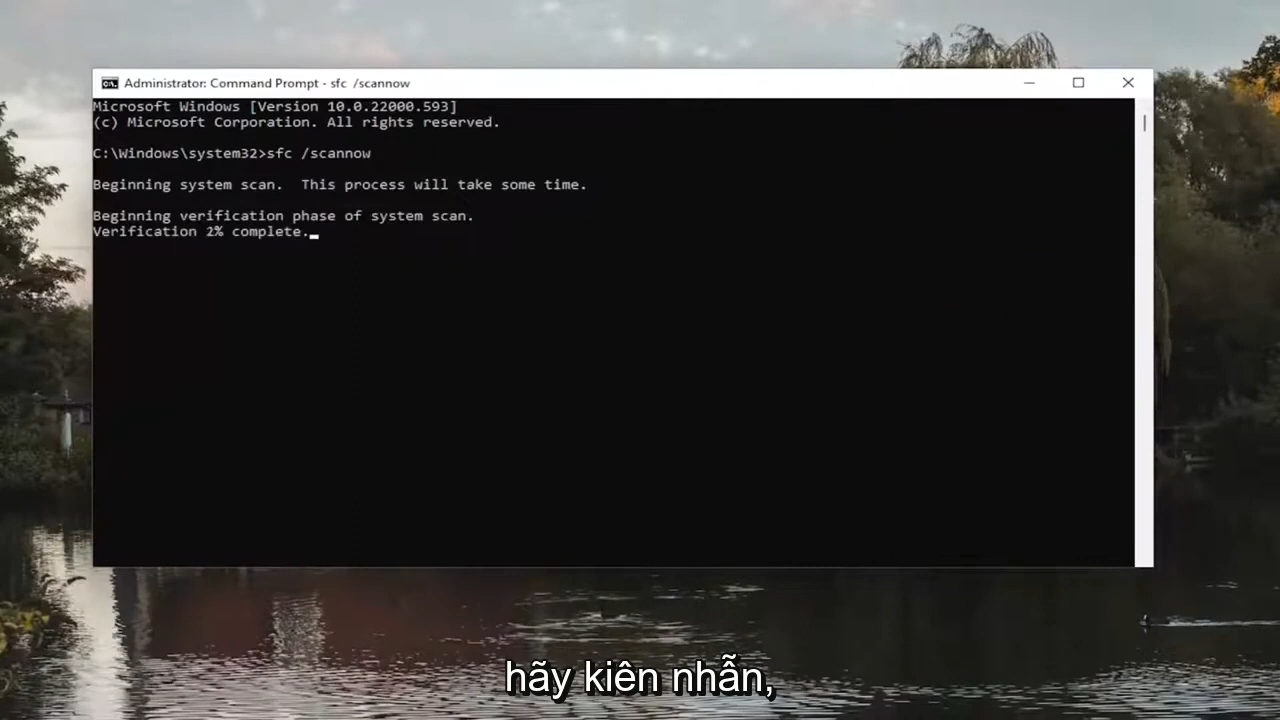 Administrator: Command Prompt - sfc /scannow
Microsoft Windows [Version 10.0.22000.593]
(c) Microsoft Corporation. All rights reserved.
C:\Windows\system32>sfc /scannow
Beginning system scan.  This process will take some time.
Beginning verification phase of system scan.
Verification 2% complete.
hãy kiên nhẫn,